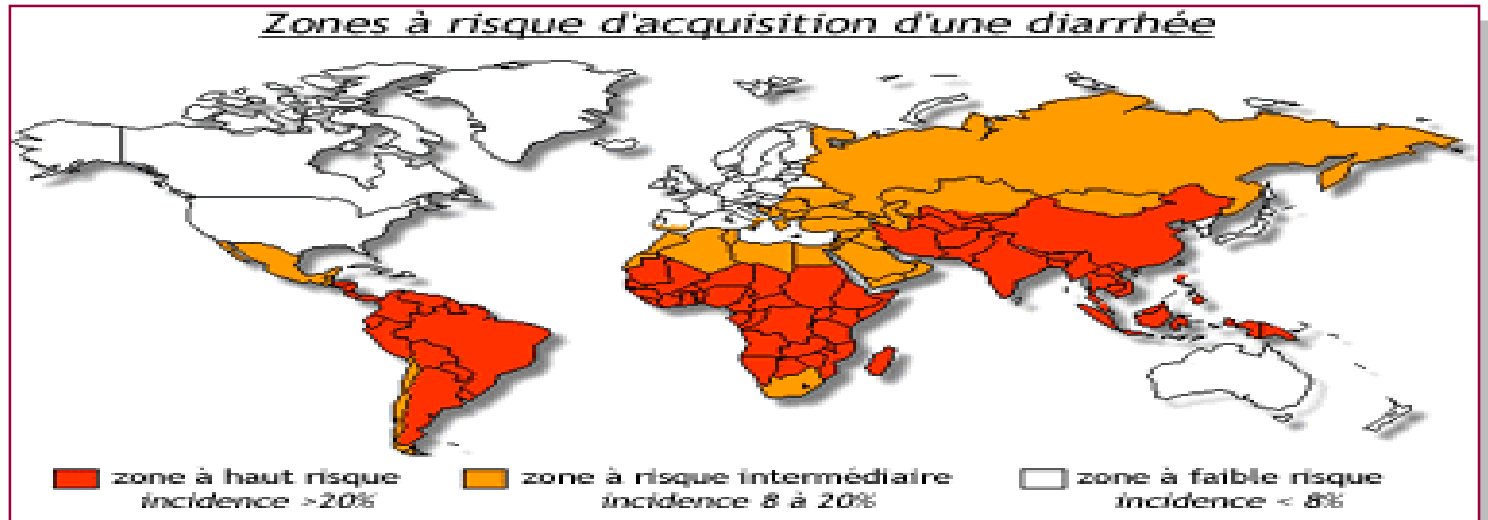 Zones à risque d'acquisition d'une diarrhée
zone à haut risque
incidence >20%
zone à risque intermédiaire
incidence 8 à 20%
zone à faible risque
incidence < 8%